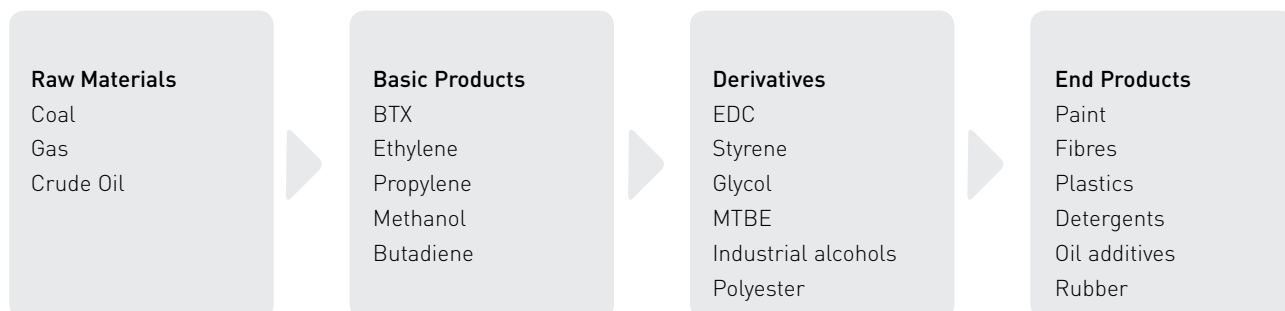 Raw Materials
Coal
Gas
Crude Oil
Basic Products
BTX
Ethylene
Propylene
Methanol
Butadiene
Derivatives
EDC
Styrene
Glycol
MTBE
Industrial alcohols
Polyester
End Products
Paint
Fibres
Plastics
Detergents
Oil additives
Rubber